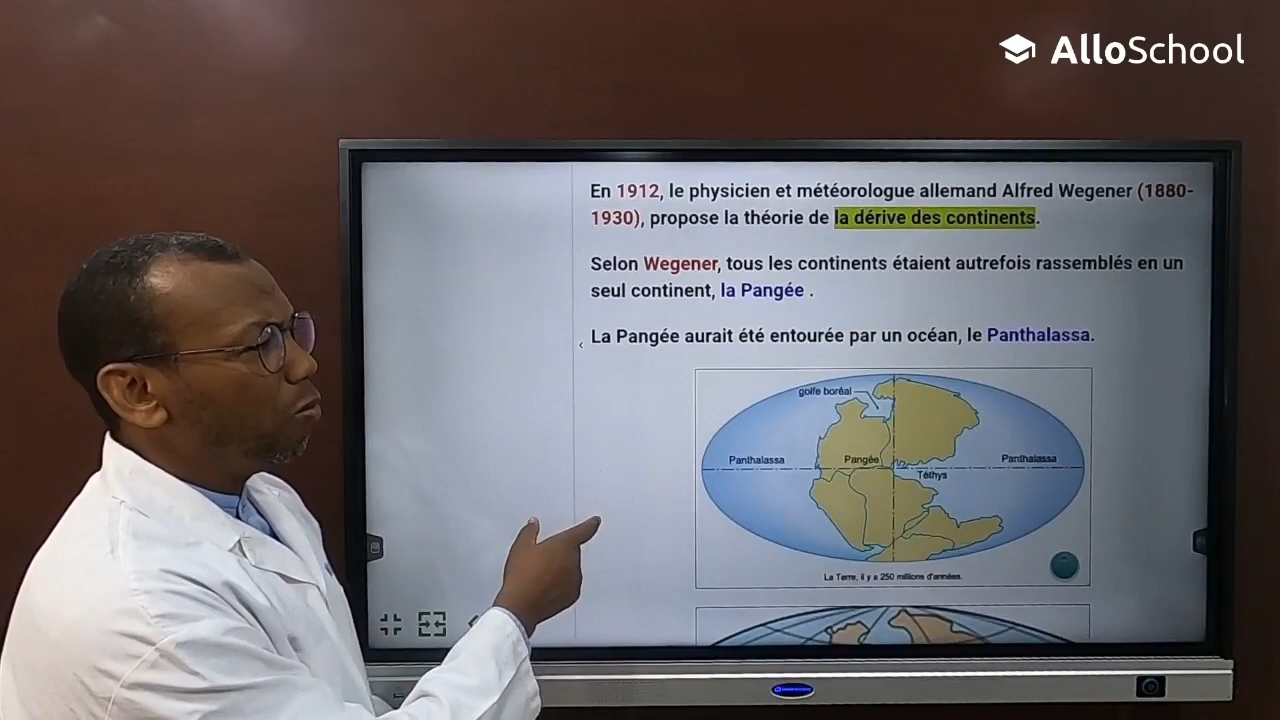 AlloSchool
En 1912, le physicien et météorologue allemand Alfred Wegener (1880-
1930), propose la théorie de la dérive des continents.
Selon Wegener, tous les continents étaient autrefois rassemblés en un
seul continent, la Pangée .
La Pangée aurait été entourée par un océan, le Panthalassa.
golfe boréal
Panthalassa
Pangée
Panthalassa
Téthys
La Terre, il y a 250 millions d'années.